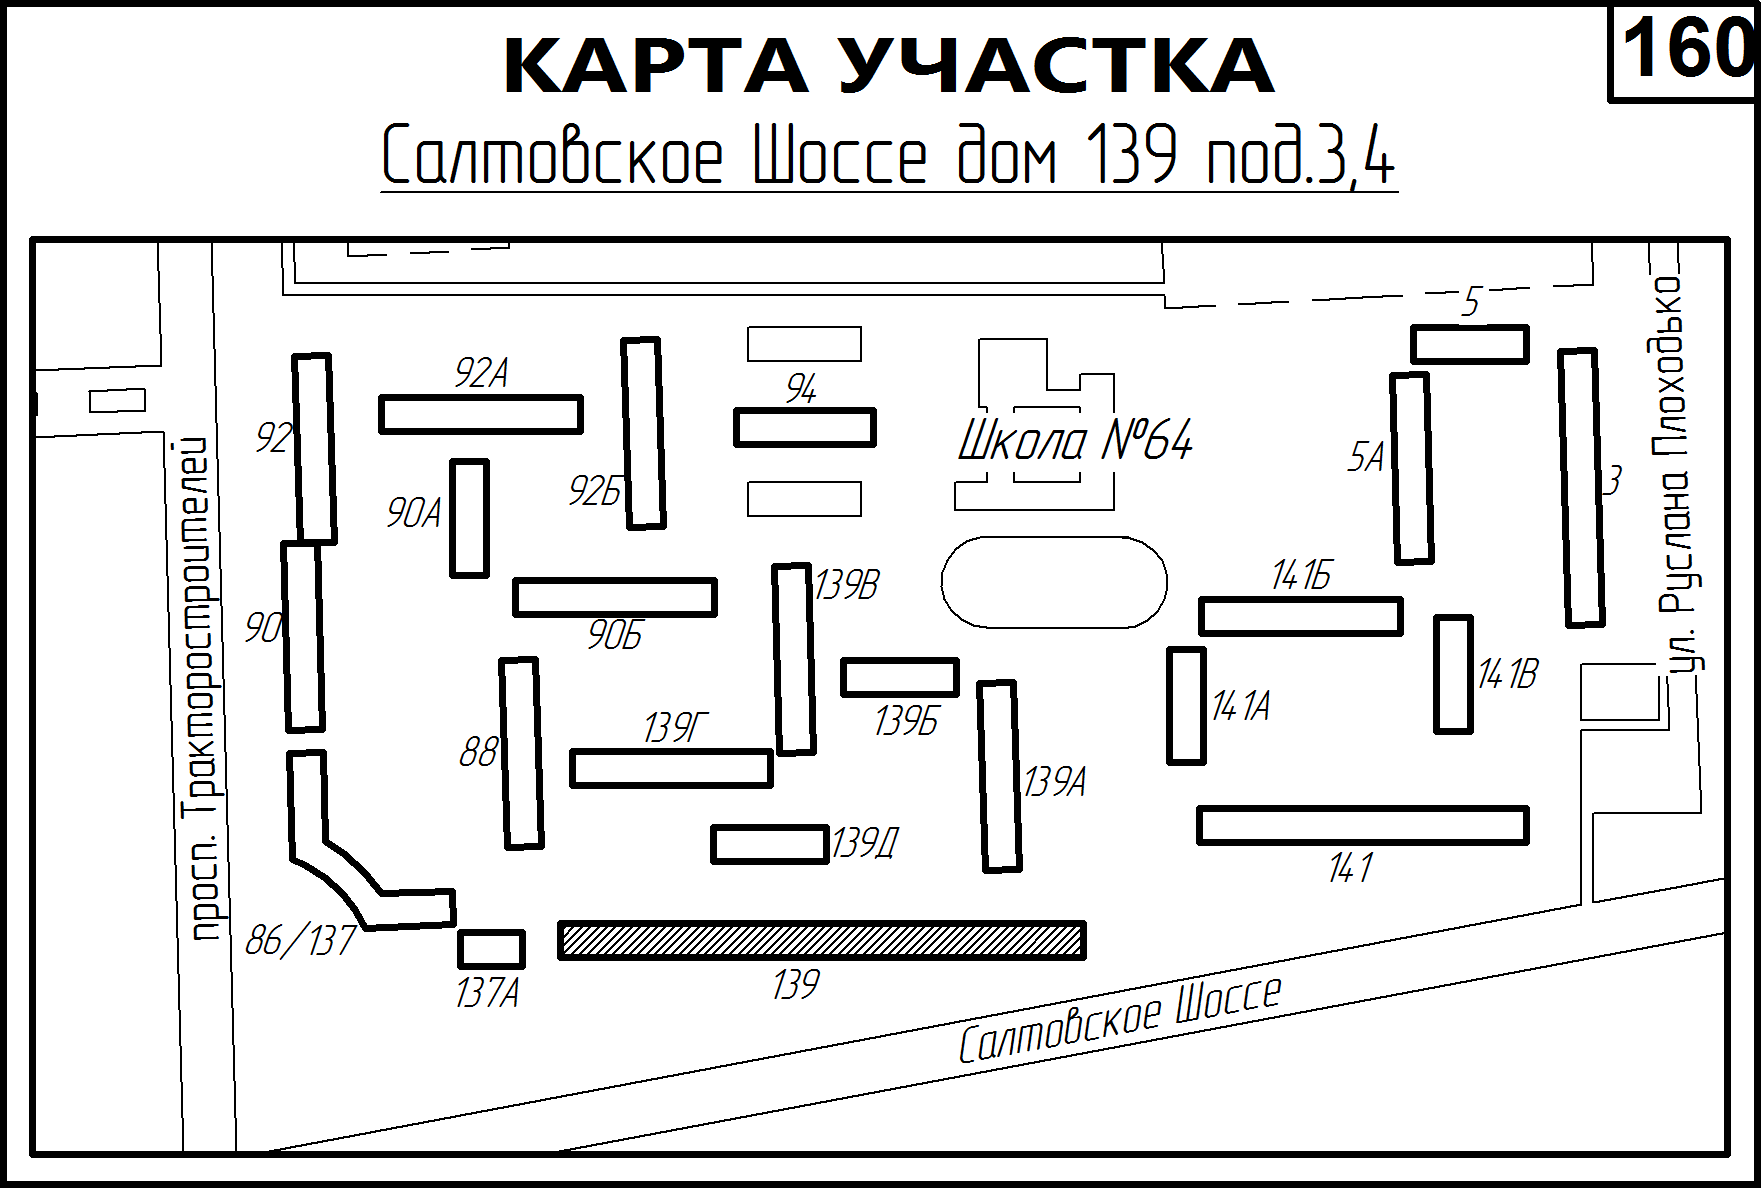 160
КАРТА УЧАСТКА
Салтовское Шоссе дом 139 под.3,4
5
92А
94
92
Школа №64
5А
3
92Б
90А
ул. Руслана Плоходько
просп. Тракторостроителей
139В
141Б
90
90Б
141В
141А
139Б
139Г
88
139А
139Д
141
86/137
137А
139
Салтовское Шоссе